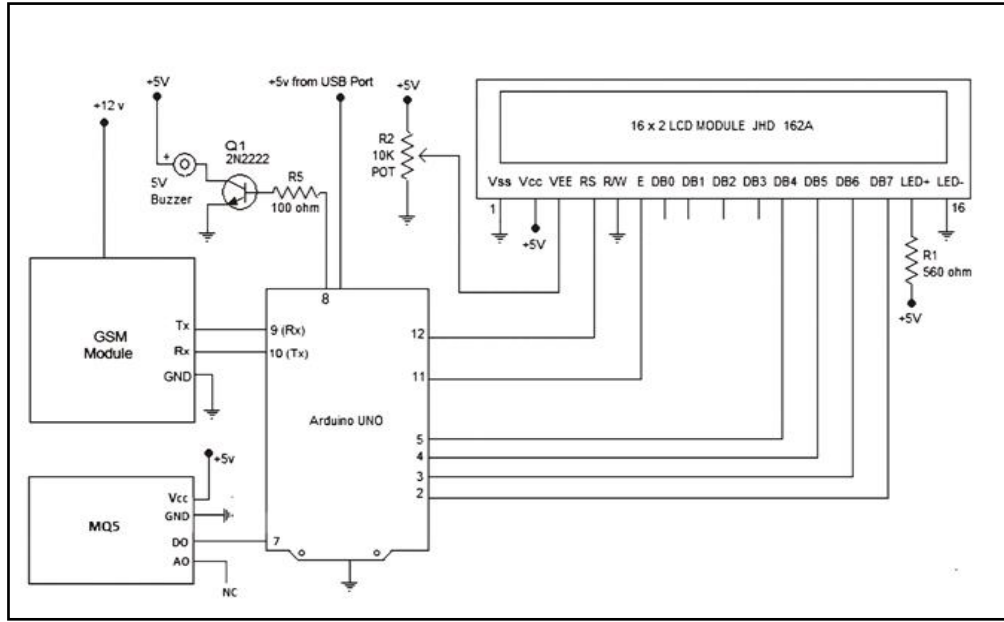 +5V
+5v from USB Port
+5V
+12 v
Q1
2N2222
R2
10K
POT
16 x 2 LCD MODULE JHD 162A
+
5V
Buzzer
R5
100 ohm
Vss Vcc VEE RS R/W E DB0 DB1 DB2 DB3 DB4 DB5 DB6 DB7 LED+ LED-
1
16
+5V
R1
560 ohm
+5V
8
GSM
Module
Tx
Rx
GND
9 (Rx)
10 (Tx)
12
11
Arduino UNO
5
4
3
2
+5v
MQ5
Vcc
GND
DO
AO
7
NC